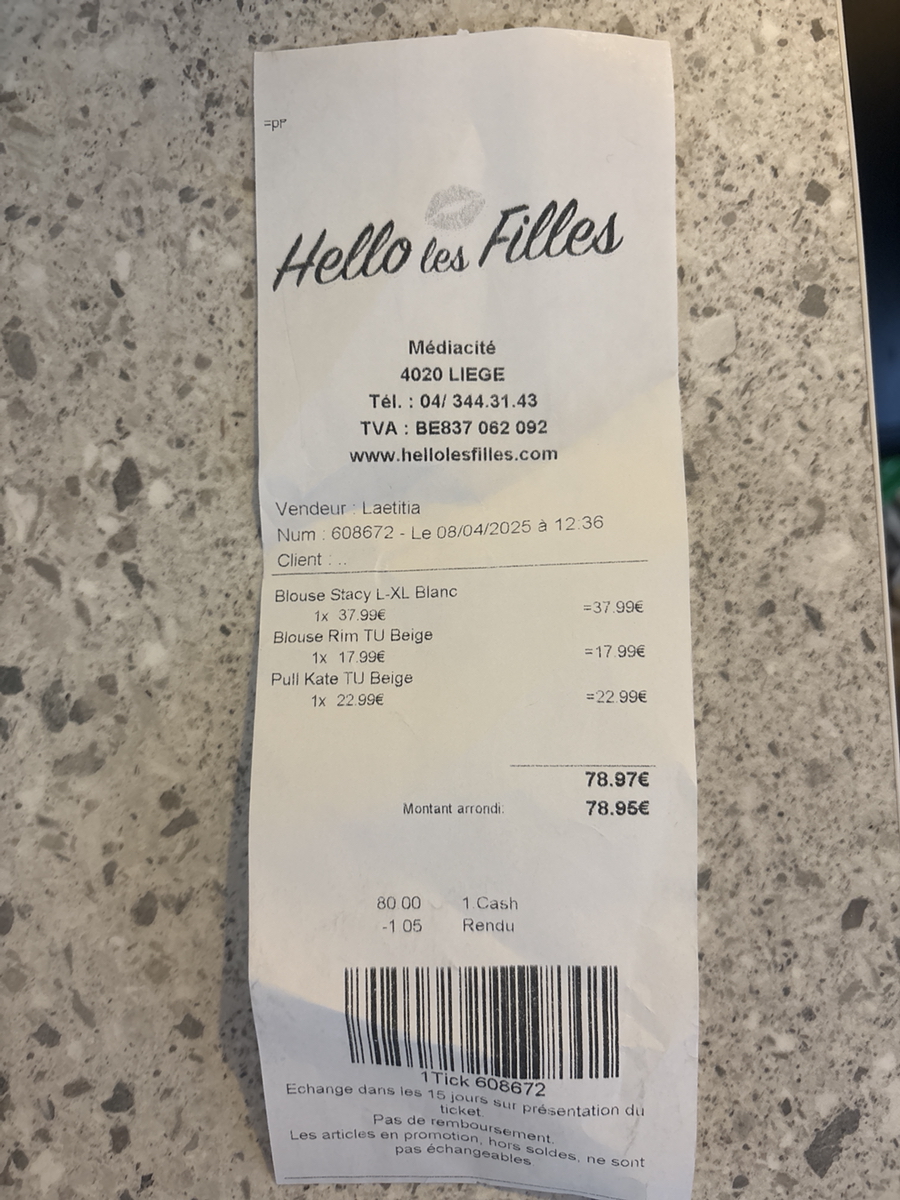 Hello les Filles
Médiacité
4020 LIEGE
Tél. : 04/ 344.31.43
TVA : BE837 062 092
www.hellolesfilles.com
Vendeur : Laetitia
Num : 608672 - Le 08/04/2025 à 12:36
Client : ..
Blouse Stacy L-XL Blanc
1x 37.99€ =37.99€
Blouse Rim TU Beige
1x 17.99€ =17.99€
Pull Kate TU Beige
1x 22.99€ =22.99€
78.97€
Montant arrondi: 78.95€
80.00 1.Cash
-1.05 Rendu
1Tick 608672
Echange dans les 15 jours sur présentation du
ticket.
Pas de remboursement.
Les articles en promotion, hors soldes, ne sont
pas échangeables